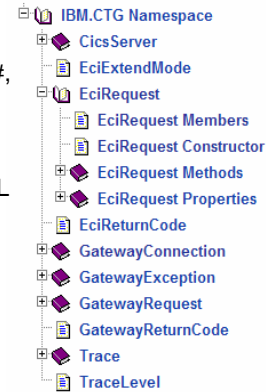 IBM.CTG Namespace
CicsServer
#,
EciExtendMode
EciRequest
EciRequest Members
EciRequest Constructor
EciRequest Methods
L
EciRequest Properties
EciReturnCode
GatewayConnection
GatewayException
GatewayRequest
GatewayReturnCode
Trace
TraceLevel